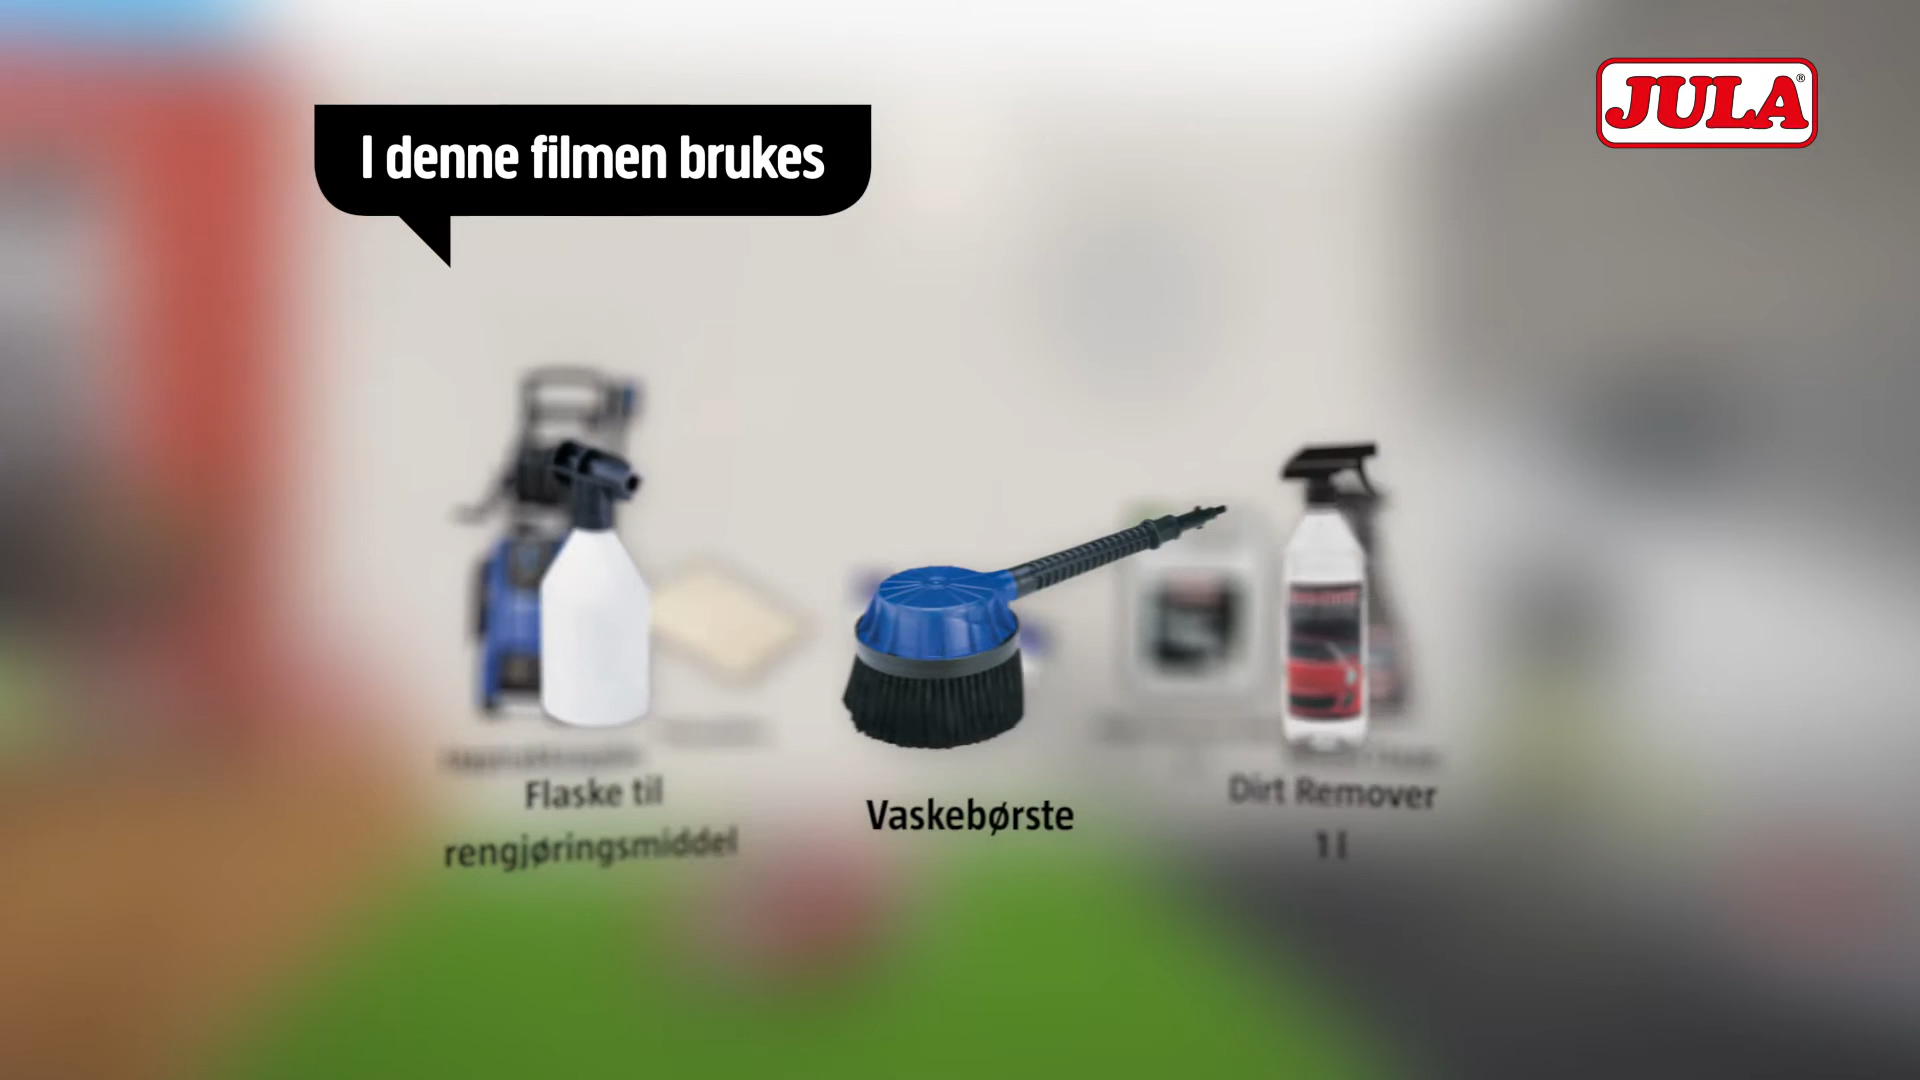 JULA®
I denne filmen brukes
Flaske til
rengjøringsmiddel
Vaskebørste
Dirt Remover
1 l